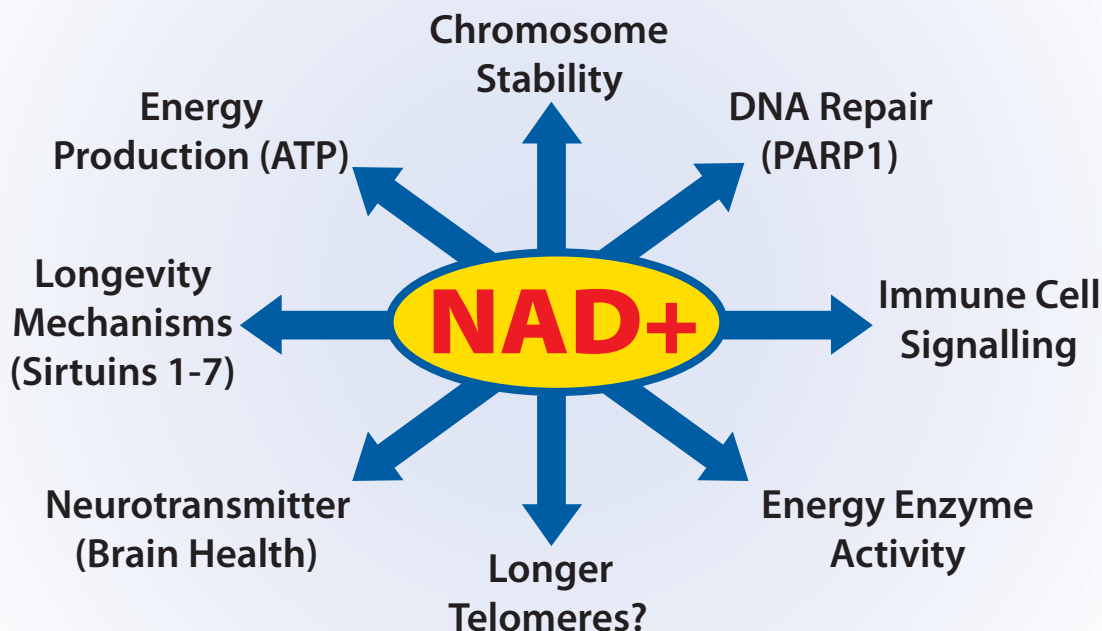 Chromosome
Stability
Energy
Production (ATP)
DNA Repair
(PARP1)
Longevity
Mechanisms
(Sirtuins 1-7)
NAD+
Immune Cell
Signalling
Neurotransmitter
(Brain Health)
Energy Enzyme
Activity
Longer
Telomeres?